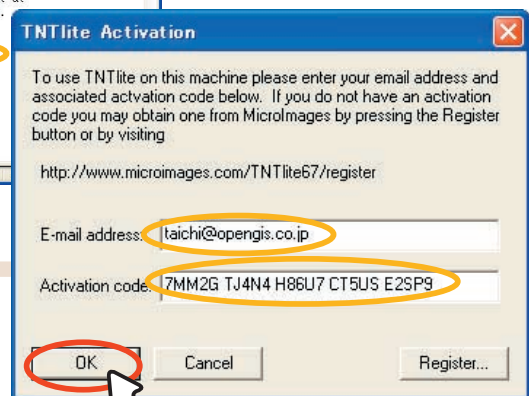 TNTlite Activation
To use TNTlite on this machine please enter your email address and
associated actvation code below. If you do not have an activation
code you may obtain one from MicroImages by pressing the Register
button or by visiting
http://www.microimages.com/TNTlite67/register
E-mail address: taichi@opengis.co.jp
Activation code: 7MM2G TJ4N4 H86U7 CT5US E2SP9
OK Cancel Register...